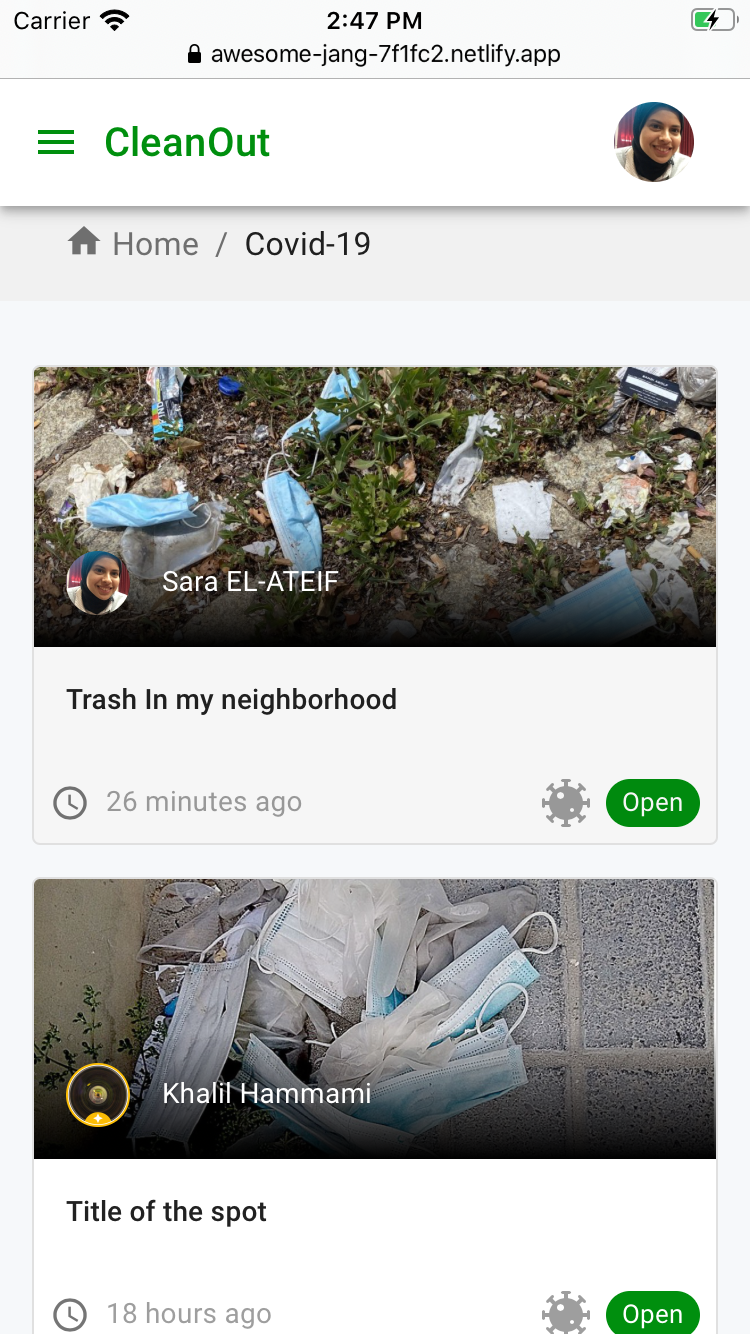 Carrier 2:47 PM
awesome-jang-7f1fc2.netlify.app
CleanOut
Home / Covid-19
Sara EL-ATEIF
Trash In my neighborhood
26 minutes ago Open
Khalil Hammami
Title of the spot
18 hours ago Open